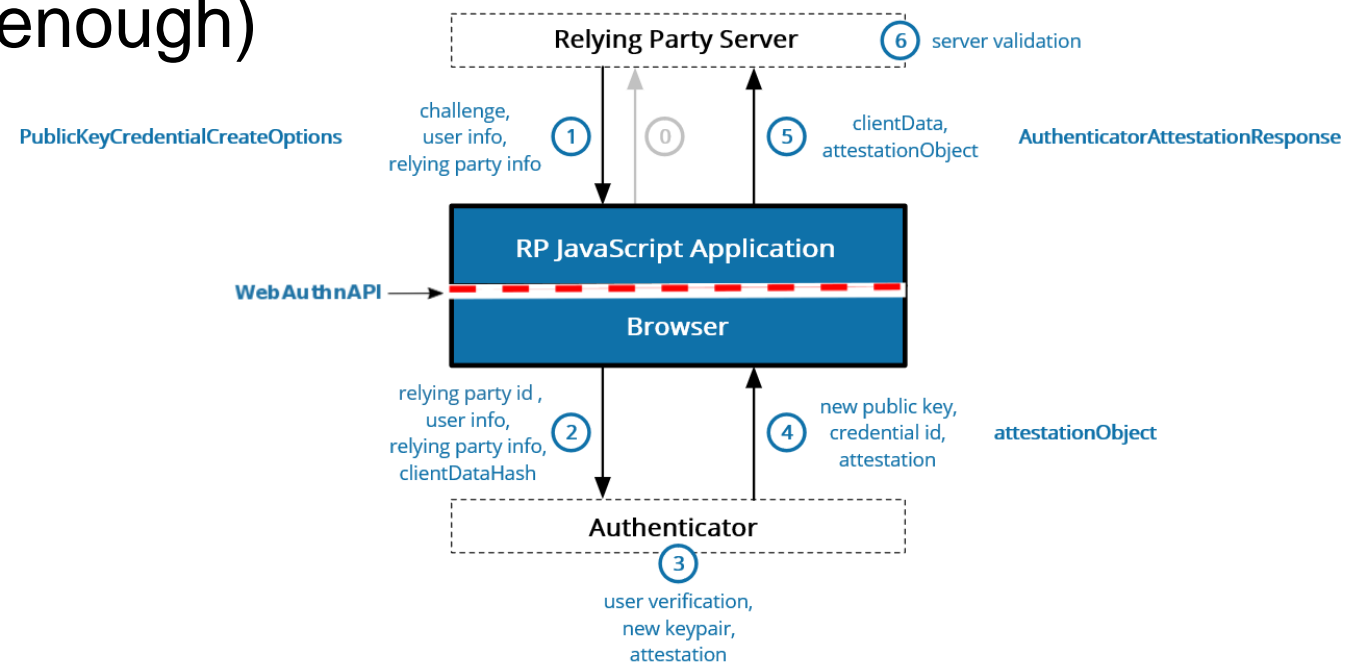 enough)
Relying Party Server
6
server validation
PublicKeyCredentialCreateOptions
challenge,
user info,
relying party info
1
0
5
clientData,
attestationObject
AuthenticatorAttestationResponse
RP JavaScript Application
WebAuthnAPI
Browser
relying party id ,
user info,
relying party info,
clientDataHash
2
4
new public key,
credential id,
attestation
attestationObject
Authenticator
3
user verification,
new keypair,
attestation